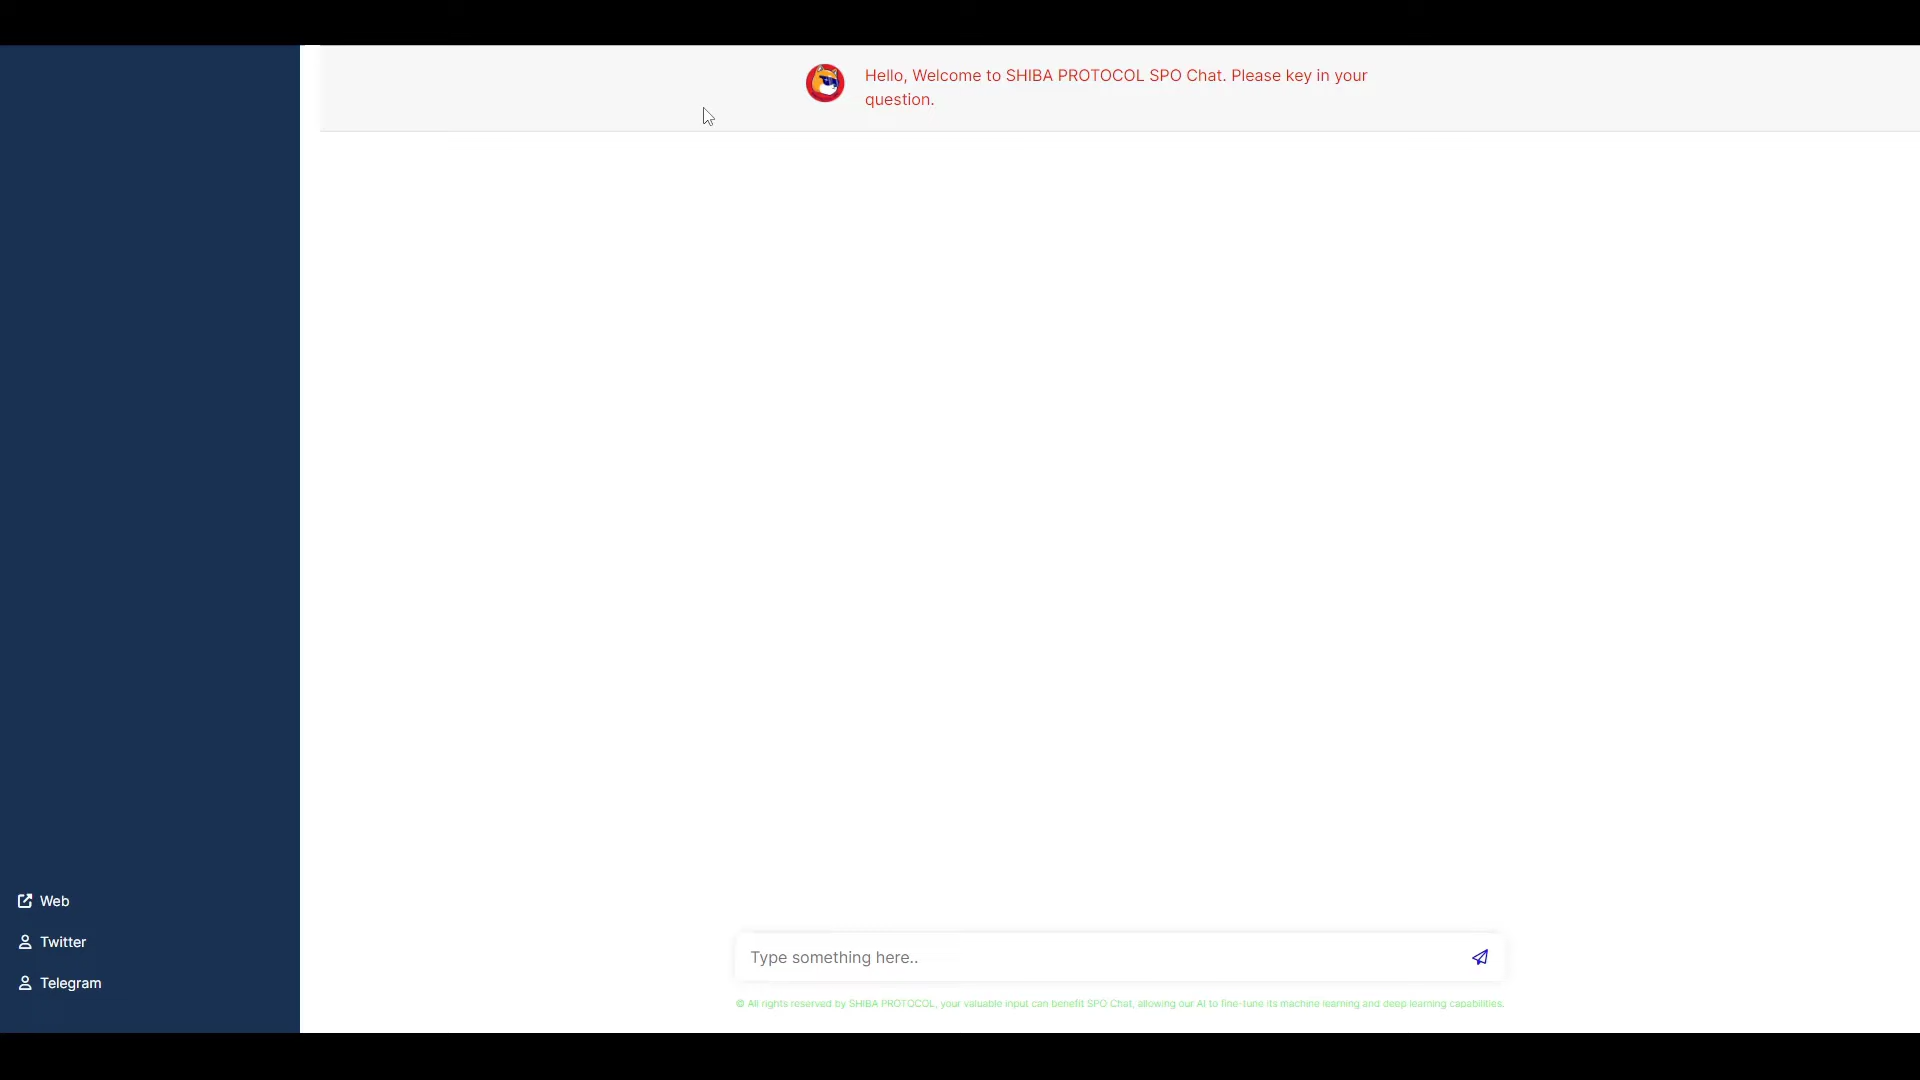 Hello, Welcome to SHIBA PROTOCOL SPO Chat. Please key in your
question.
Web
Twitter
Telegram
Type something here..
© All rights reserved by SHIBA PROTOCOL, your valuable input can benefit SPO Chat, allowing our AI to fine-tune its machine learning and deep learning capabilities.